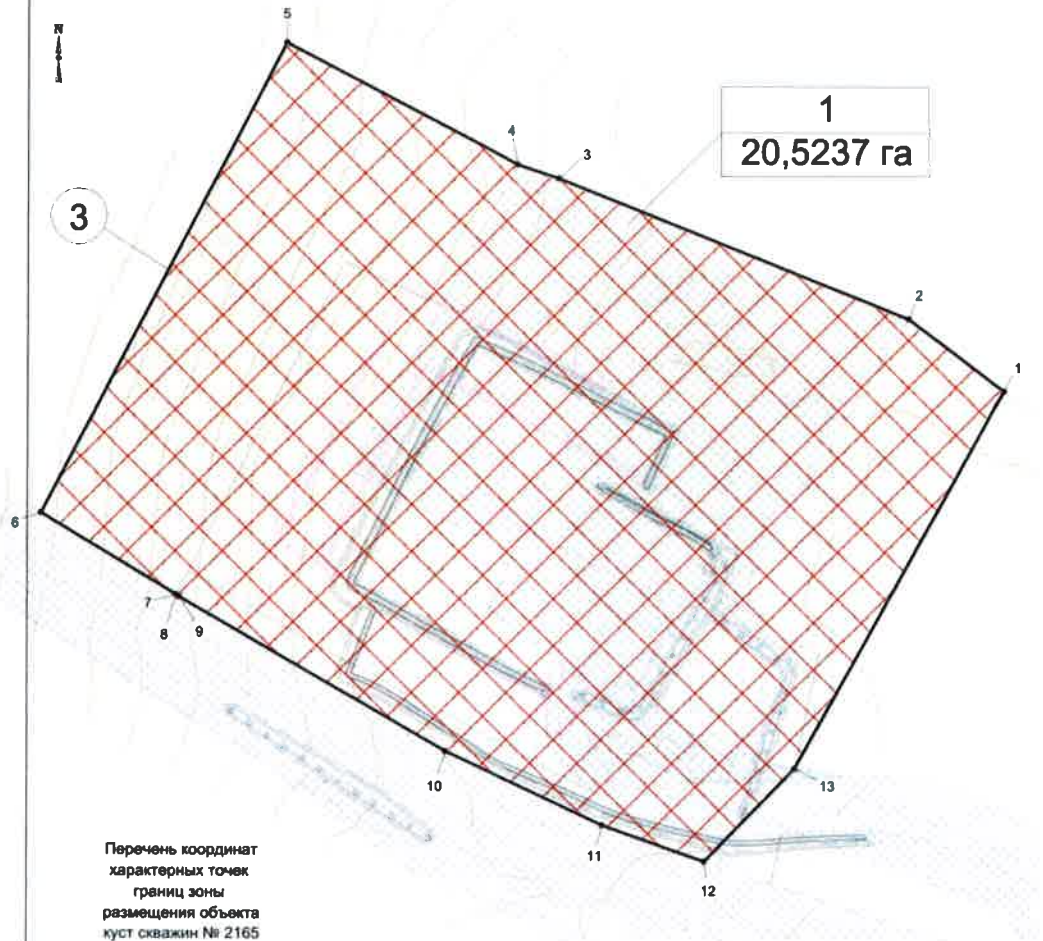 N
5
4
3
1
20,5237 га
3
2
1
6
7
8
9
10
13
11
12
Перечень координат
характерных точек
границ зоны
размещения объекта
куст скважин № 2165